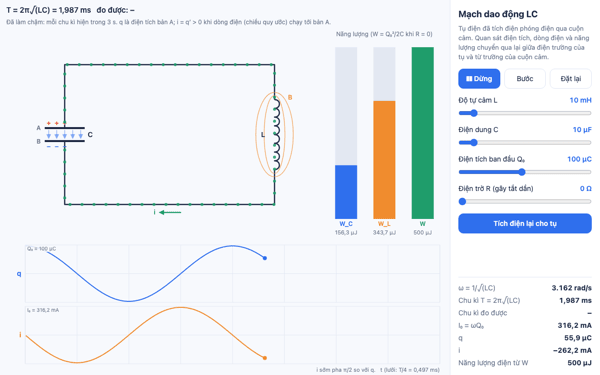 T = 2π√(LC) = 1,987 ms đo được: –
Đã làm chậm: mỗi chu kì hiện trong 3 s. q là điện tích bản A; i = q' > 0 khi dòng điện (chiều quy ước) chạy tới bản A.
Năng lượng (W = Q₀²/2C khi R = 0)
A
B
C
L
B
i
W_C
156,3 µJ
W_L
343,7 µJ
W
500 µJ
Q₀ = 100 µC
q
I₀ = 316,2 mA
i
i sớm pha π/2 so với q. t (lưới: T/4 = 0,497 ms)
Mạch dao động LC
Tụ điện đã tích điện phóng điện qua cuộn
cảm. Quan sát điện tích, dòng điện và năng
lượng chuyển qua lại giữa điện trường của
tụ và từ trường của cuộn cảm.
Dừng
Bước
Đặt lại
Độ tự cảm L 10 mH
Điện dung C 10 µF
Điện tích ban đầu Q₀ 100 µC
Điện trở R (gây tắt dần) 0 Ω
Tích điện lại cho tụ
ω = 1/√(LC) 3.162 rad/s
Chu kì T = 2π√(LC) 1,987 ms
Chu kì đo được –
I₀ = ωQ₀ 316,2 mA
q 55,9 µC
i −262,2 mA
Năng lượng điện từ W 500 µJ